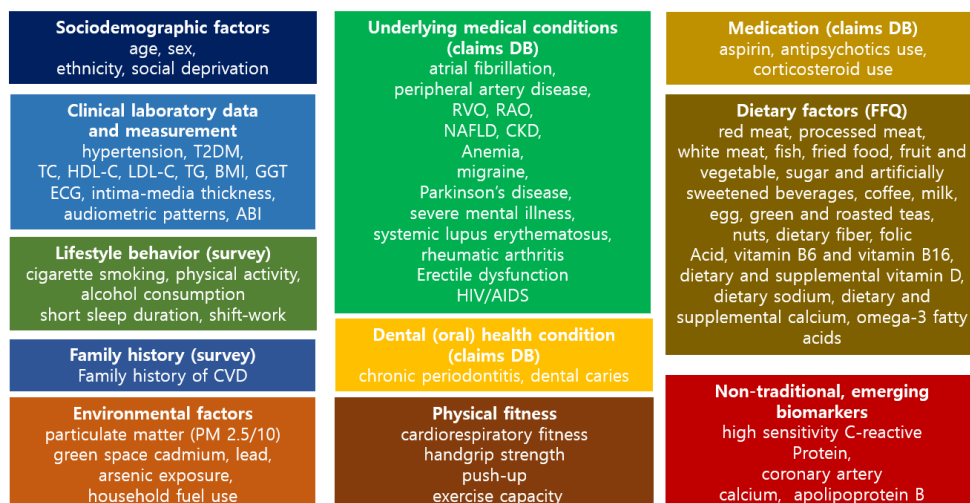 Sociodemographic factors
age, sex,
ethnicity, social deprivation
Clinical laboratory data
and measurement
hypertension, T2DM,
TC, HDL-C, LDL-C, TG, BMI, GGT
ECG, intima-media thickness,
audiometric patterns, ABI
Lifestyle behavior (survey)
cigarette smoking, physical activity,
alcohol consumption
short sleep duration, shift-work
Family history (survey)
Family history of CVD
Environmental factors
particulate matter (PM 2.5/10)
green space cadmium, lead,
arsenic exposure,
household fuel use
Underlying medical conditions
(claims DB)
atrial fibrillation,
peripheral artery disease,
RVO, RAO,
NAFLD, CKD,
Anemia,
migraine,
Parkinson's disease,
severe mental illness,
systemic lupus erythematosus,
rheumatic arthritis
Erectile dysfunction
HIV/AIDS
Dental (oral) health condition
(claims DB)
chronic periodontitis, dental caries
Physical fitness
cardiorespiratory fitness
handgrip strength
push-up
exercise capacity
Medication (claims DB)
aspirin, antipsychotics use,
corticosteroid use
Dietary factors (FFQ)
red meat, processed meat,
white meat, fish, fried food, fruit and
vegetable, sugar and artificially
sweetened beverages, coffee, milk,
egg, green and roasted teas,
nuts, dietary fiber, folic
Acid, vitamin B6 and vitamin B16,
dietary and supplemental vitamin D,
dietary sodium, dietary and
supplemental calcium, omega-3 fatty
acids
Non-traditional, emerging
biomarkers
high sensitivity C-reactive
Protein,
coronary artery
calcium, apolipoprotein B